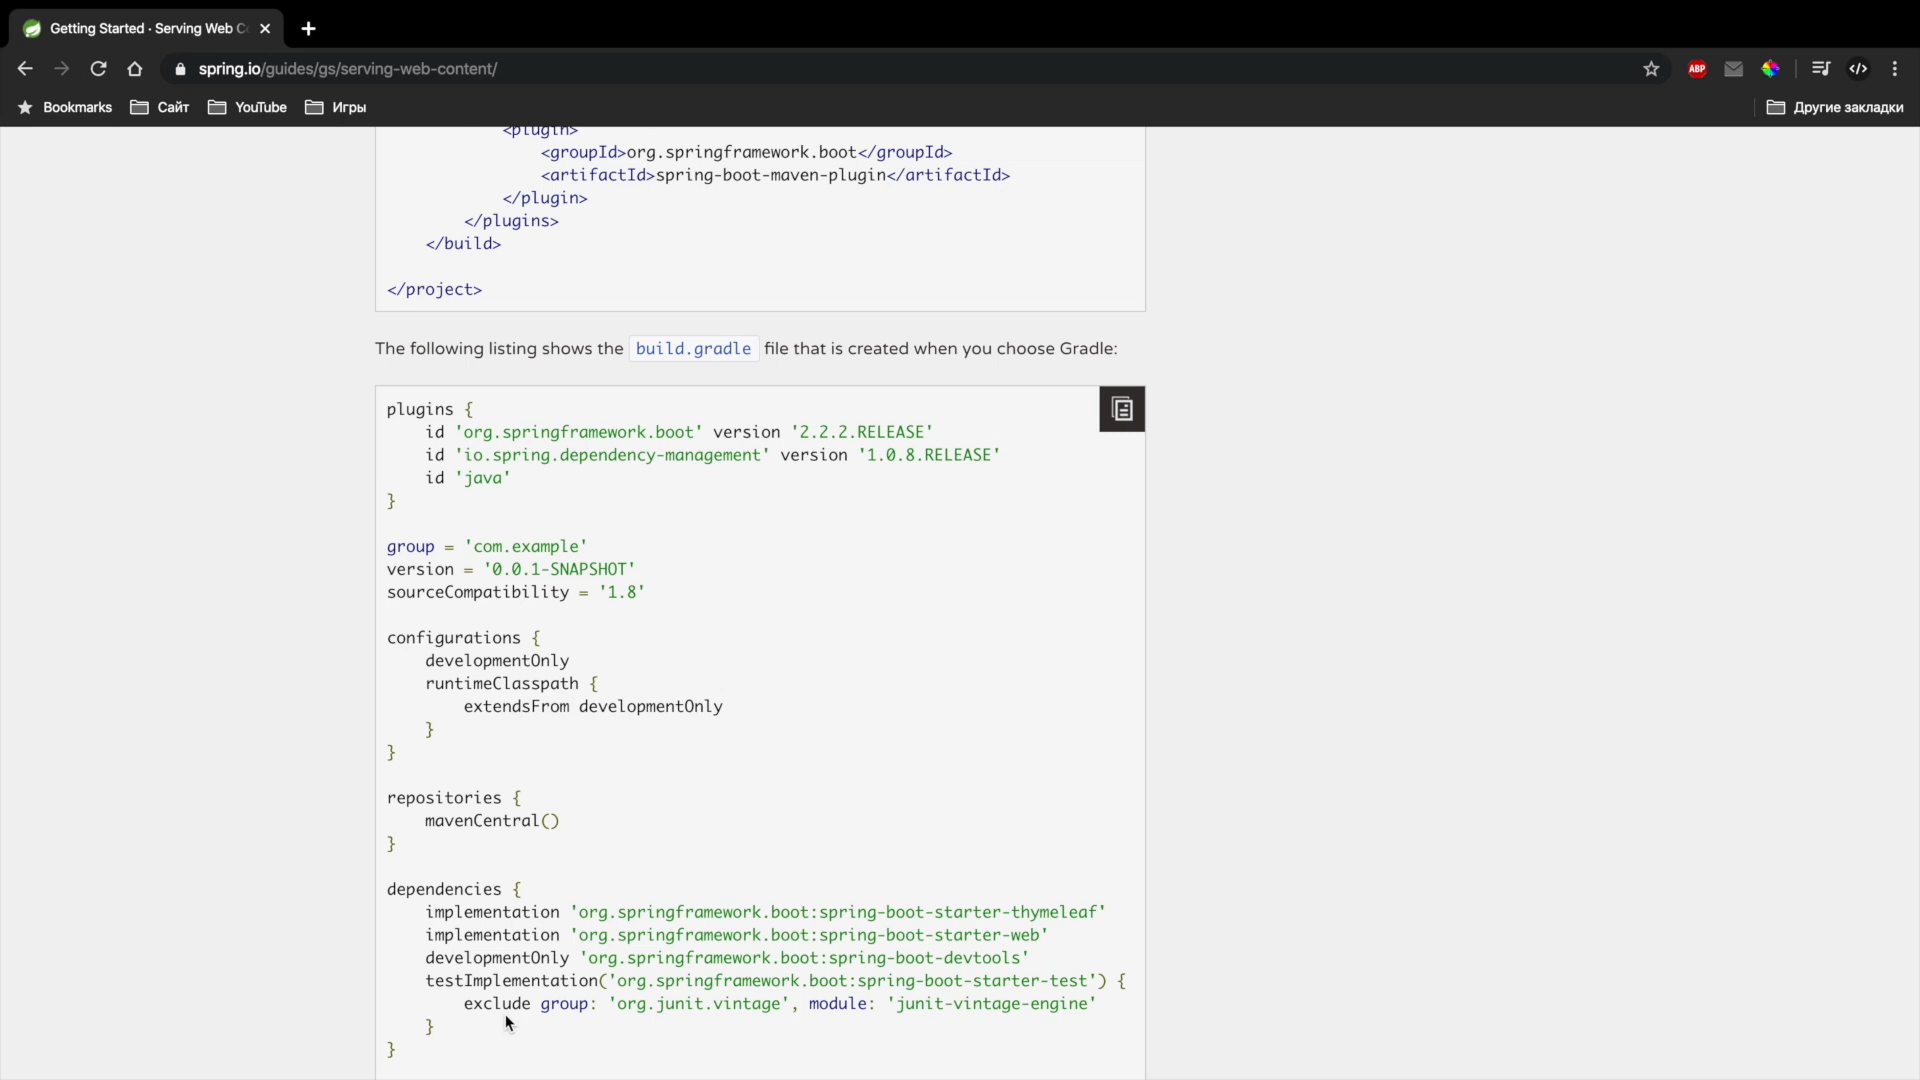 Getting Started · Serving Web C
spring.io/guides/gs/serving-web-content/
ABP
Bookmarks Сайт YouTube Игры Другие закладки
<plugin>
<groupId>org.springframework.boot</groupId>
<artifactId>spring-boot-maven-plugin</artifactId>
</plugin>
</plugins>
</build>
</project>
The following listing shows the build.gradle file that is created when you choose Gradle:
plugins {
id 'org.springframework.boot' version '2.2.2.RELEASE'
id 'io.spring.dependency-management' version '1.0.8.RELEASE'
id 'java'
}
group = 'com.example'
version = '0.0.1-SNAPSHOT'
sourceCompatibility = '1.8'
configurations {
developmentOnly
runtimeClasspath {
extendsFrom developmentOnly
}
}
repositories {
mavenCentral()
}
dependencies {
implementation 'org.springframework.boot:spring-boot-starter-thymeleaf'
implementation 'org.springframework.boot:spring-boot-starter-web'
developmentOnly 'org.springframework.boot:spring-boot-devtools'
testImplementation('org.springframework.boot:spring-boot-starter-test') {
exclude group: 'org.junit.vintage', module: 'junit-vintage-engine'
}
}